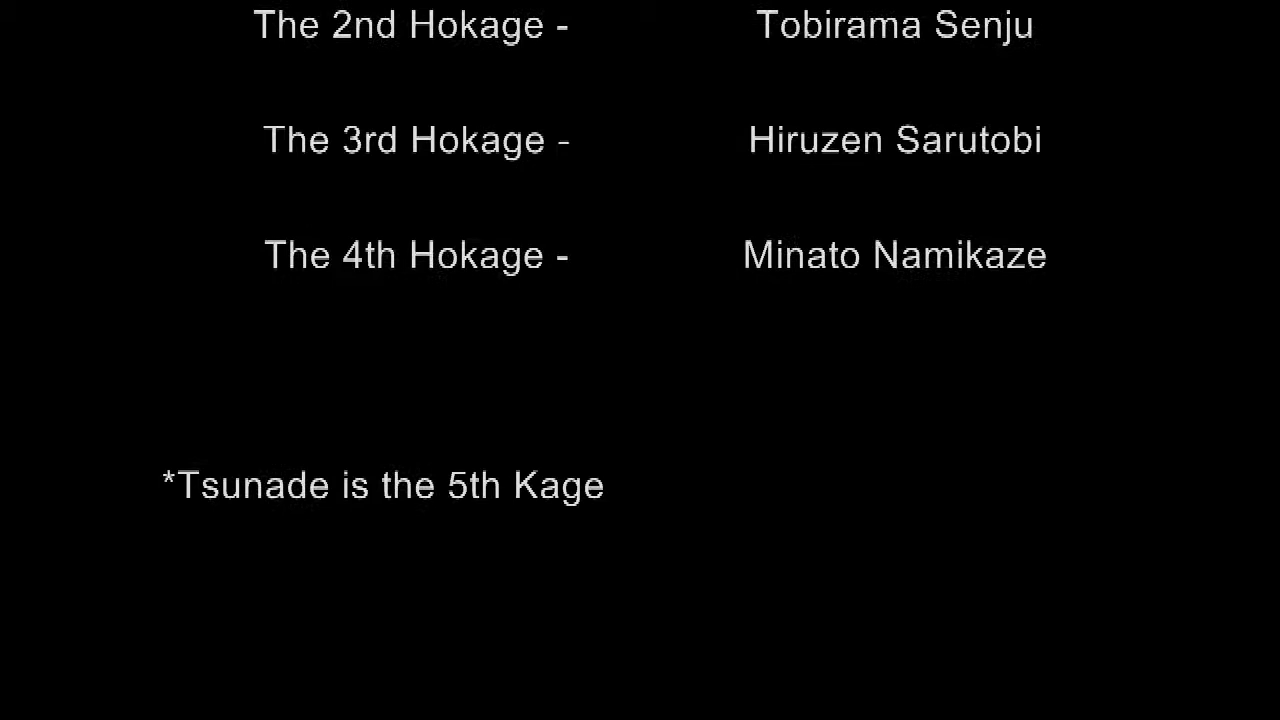 The 2nd Hokage - Tobirama Senju
The 3rd Hokage - Hiruzen Sarutobi
The 4th Hokage - Minato Namikaze
*Tsunade is the 5th Kage